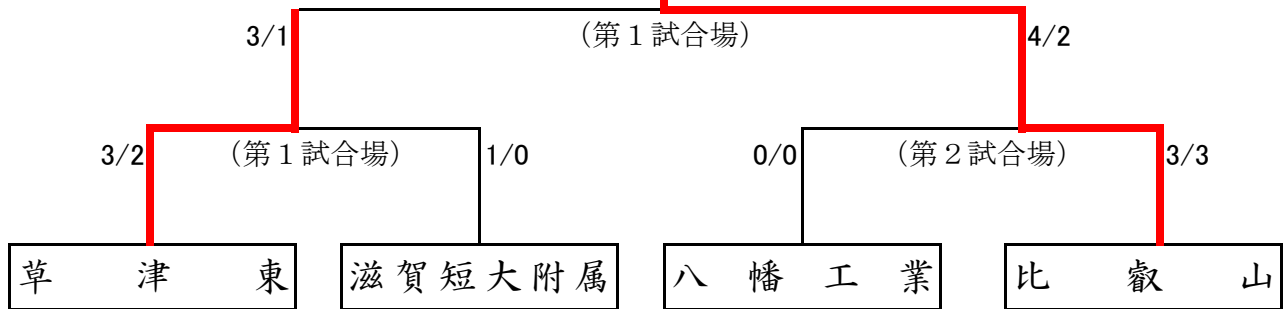 3/1 (第1試合場) 4/2
3/2 (第1試合場) 1/0 0/0 (第2試合場) 3/3
草津東 滋賀短大附属 八幡工業 比叡山